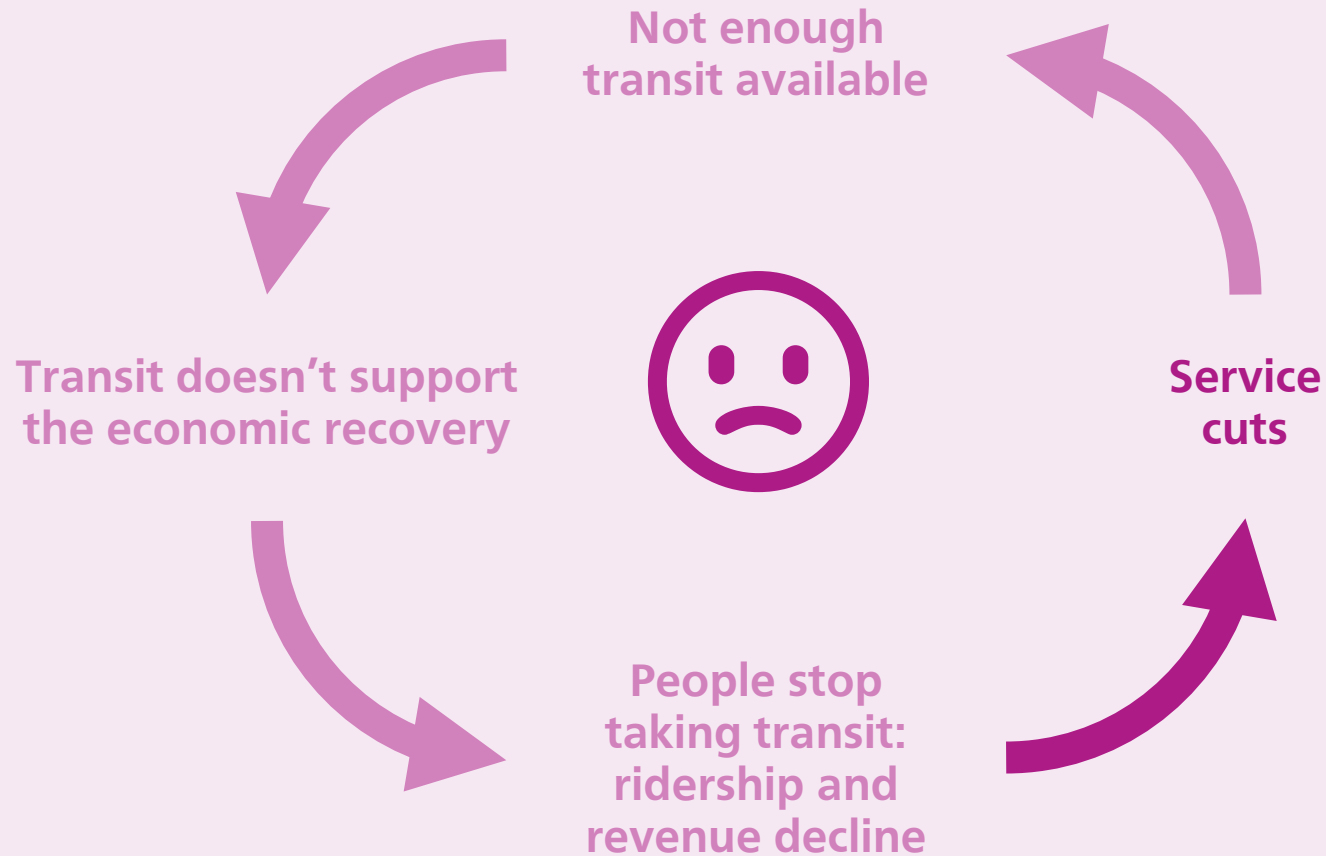 Not enough
transit available
Transit doesn’t support
the economic recovery
Service
cuts
People stop
taking transit:
ridership and
revenue decline